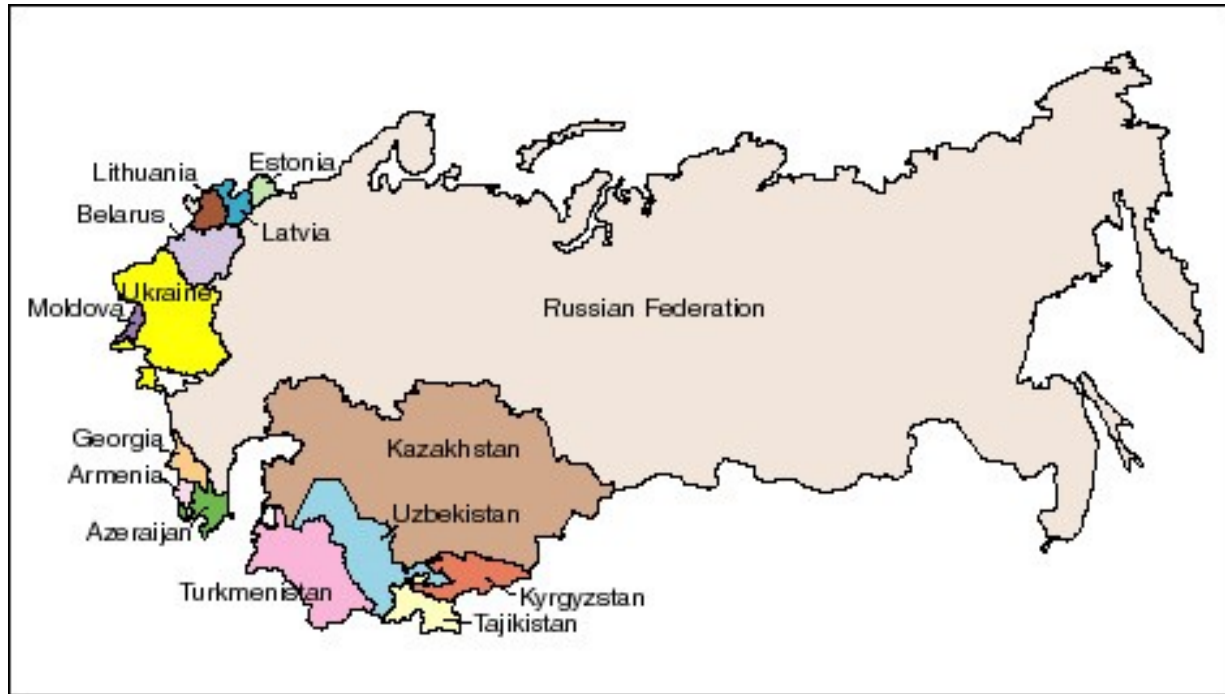 Estonia
Lithuania
Belarus
Latvia
Ukraine
Moldova
Russian Federation
Georgia
Kazakhstan
Armenia
Uzbekistan
Azeraijan
Turkmenistan
Kyrgyzstan
Tajikistan